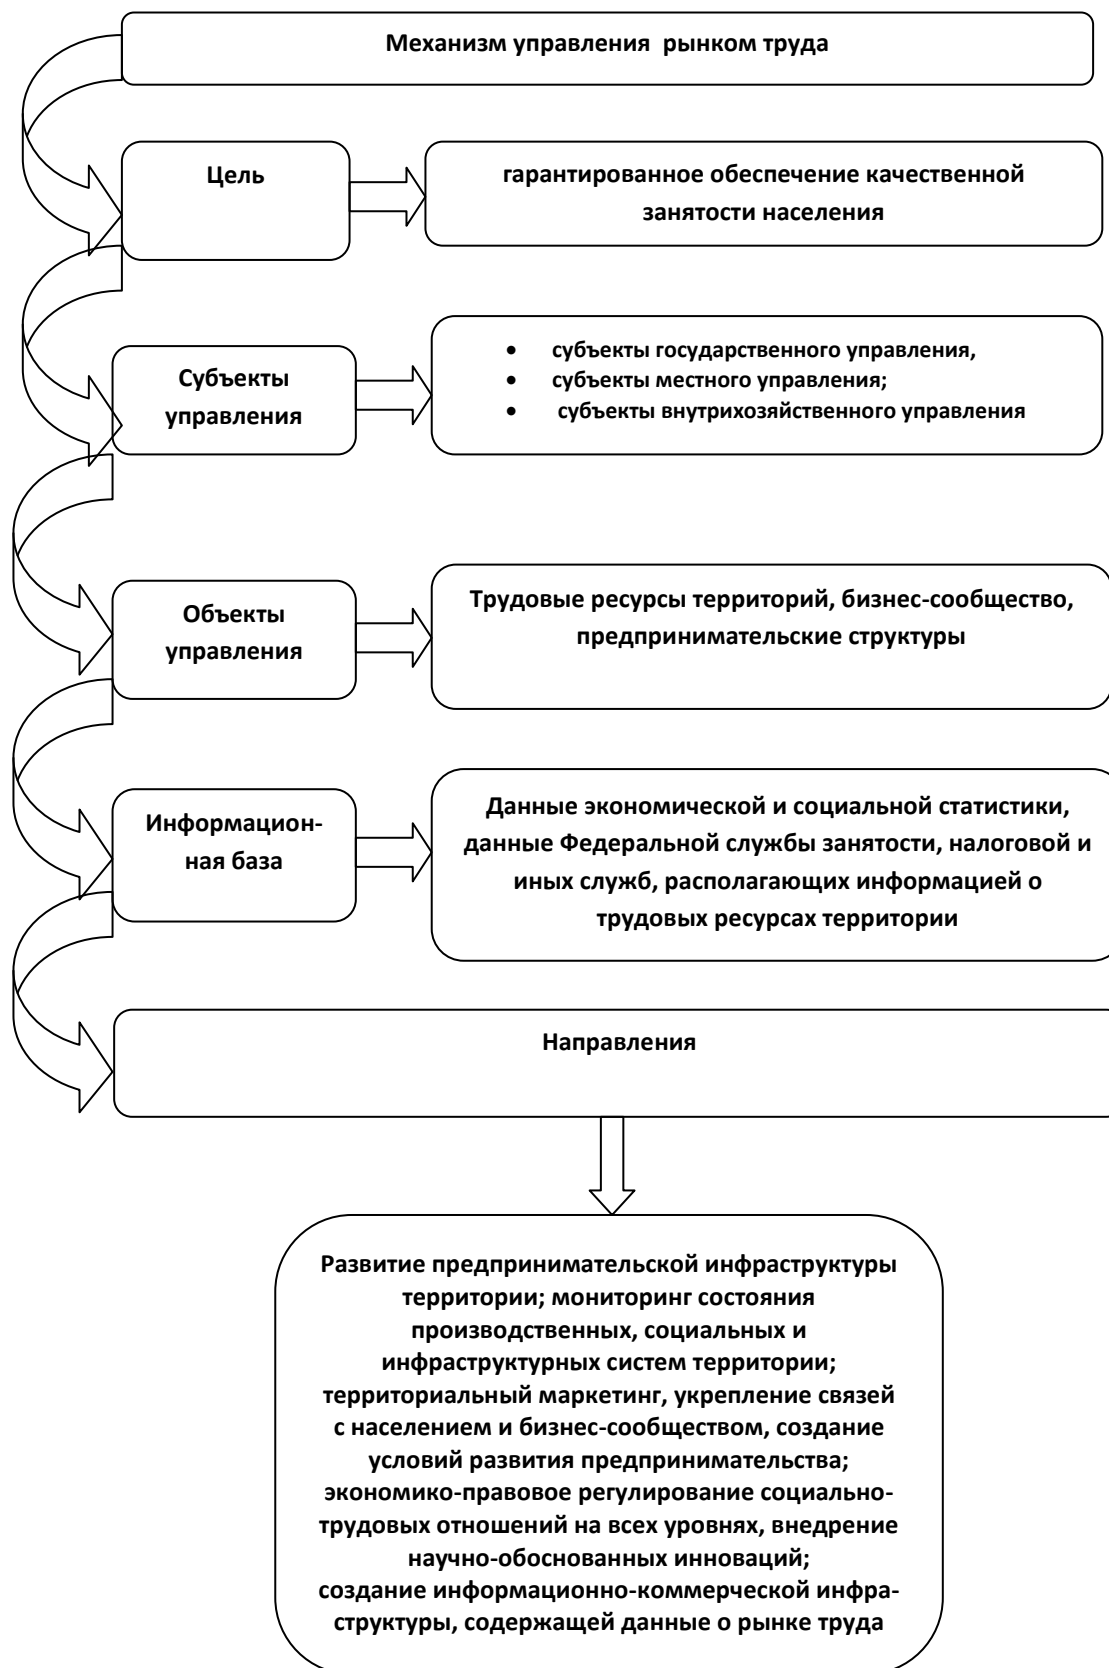 Механизм управления рынком труда
Цель
гарантированное обеспечение качественной
занятости населения
Субъекты
управления
• субъекты государственного управления,
• субъекты местного управления;
• субъекты внутрихозяйственного управления
Объекты
управления
Трудовые ресурсы территорий, бизнес-сообщество,
предпринимательские структуры
Информацион-
ная база
Данные экономической и социальной статистики,
данные Федеральной службы занятости, налоговой и
иных служб, располагающих информацией о
трудовых ресурсах территории
Направления
Развитие предпринимательской инфраструктуры
территории; мониторинг состояния
производственных, социальных и
инфраструктурных систем территории;
территориальный маркетинг, укрепление связей
с населением и бизнес-сообществом, создание
условий развития предпринимательства;
экономико-правовое регулирование социально-
трудовых отношений на всех уровнях, внедрение
научно-обоснованных инноваций;
создание информационно-коммерческой инфра-
структуры, содержащей данные о рынке труда